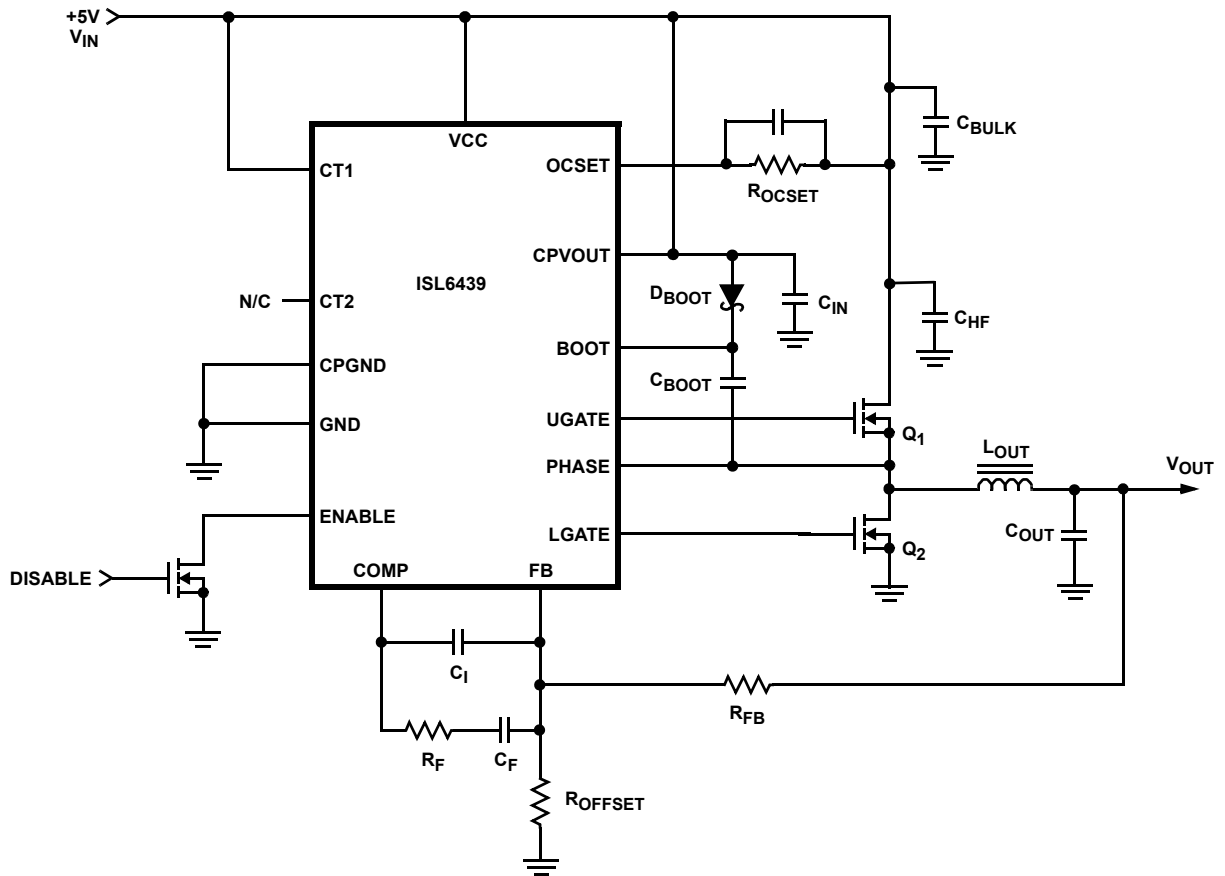 +5V
VIN
VCC
CBULK
CT1
OCSET
ROCSET
CPVOUT
ISL6439
DBOOT
N/C
CT2
CIN
CHF
BOOT
CPGND
CBOOT
UGATE
GND
Q1
LOUT
PHASE
VOUT
ENABLE
LGATE
COUT
Q2
DISABLE
COMP
FB
CI
RFB
RF
CF
ROFFSET